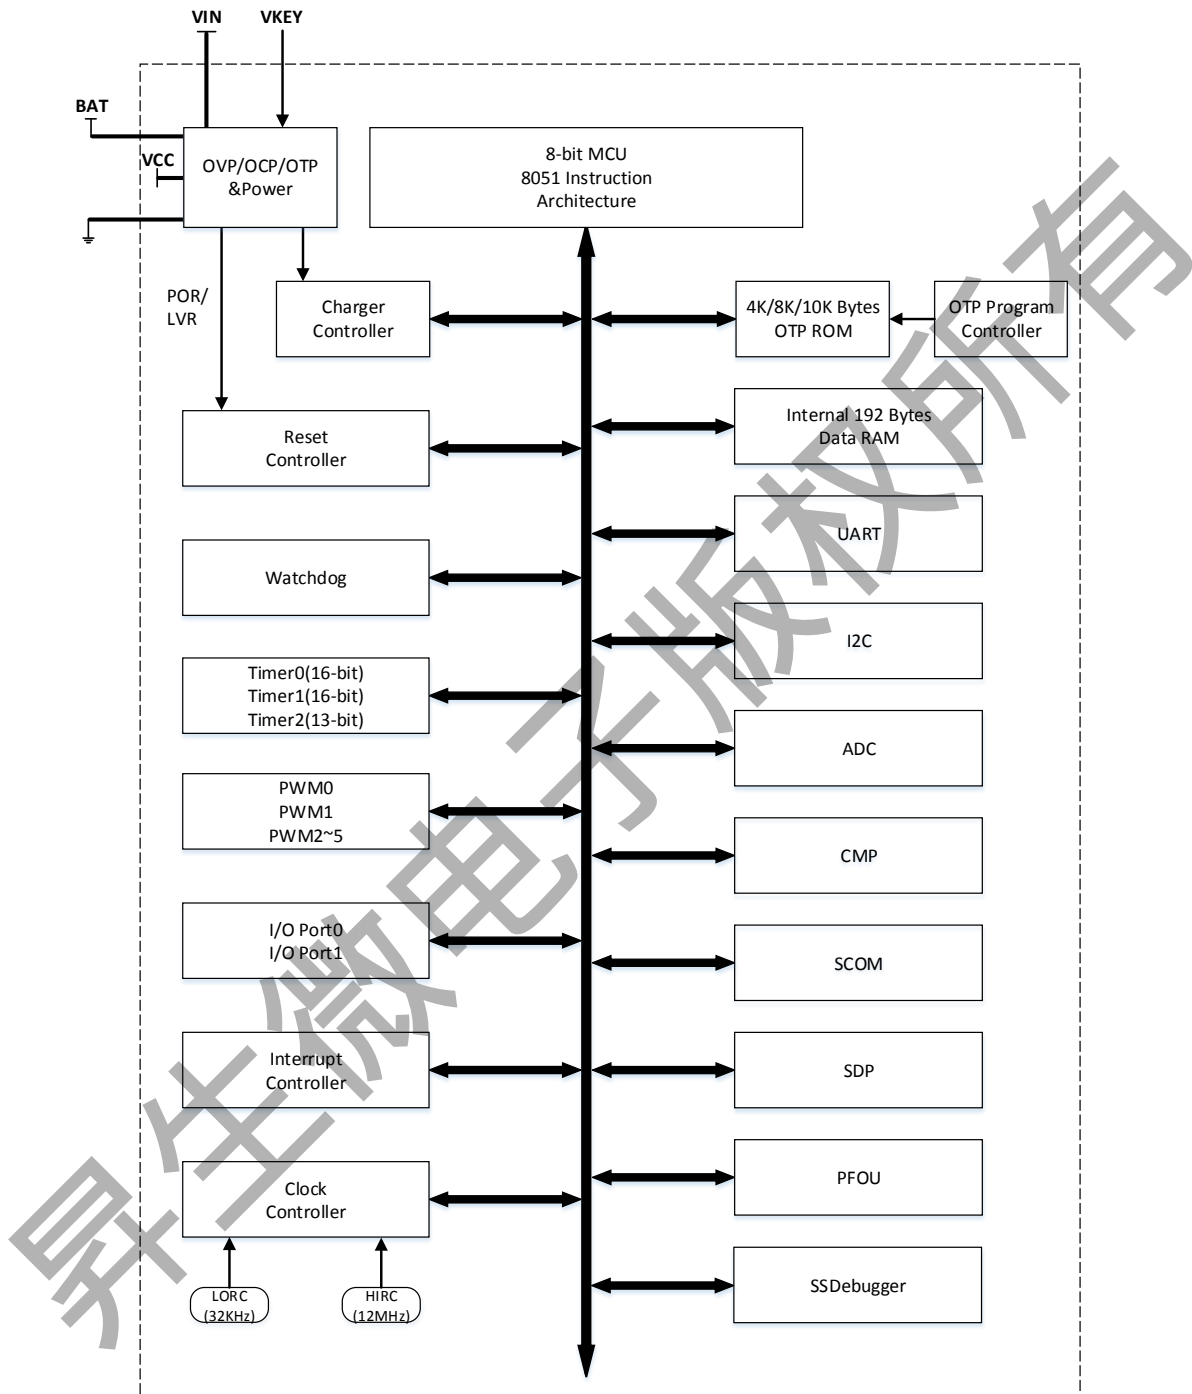 VIN
VKEY
BAT
VCC
OVP/OCP/OTP
&Power
8-bit MCU
8051 Instruction
Architecture
POR/
LVR
Charger
Controller
4K/8K/10K Bytes
OTP ROM
OTP Program
Controller
Reset
Controller
Internal 192 Bytes
Data RAM
UART
Watchdog
I2C
Timer0(16-bit)
Timer1(16-bit)
Timer2(13-bit)
ADC
PWM0
PWM1
PWM2~5
CMP
I/O Port0
I/O Port1
SCOM
Interrupt
Controller
SDP
Clock
Controller
PFOU
LORC
(32KHz)
HIRC
(12MHz)
SSDebugger
昇生微电子版权所有